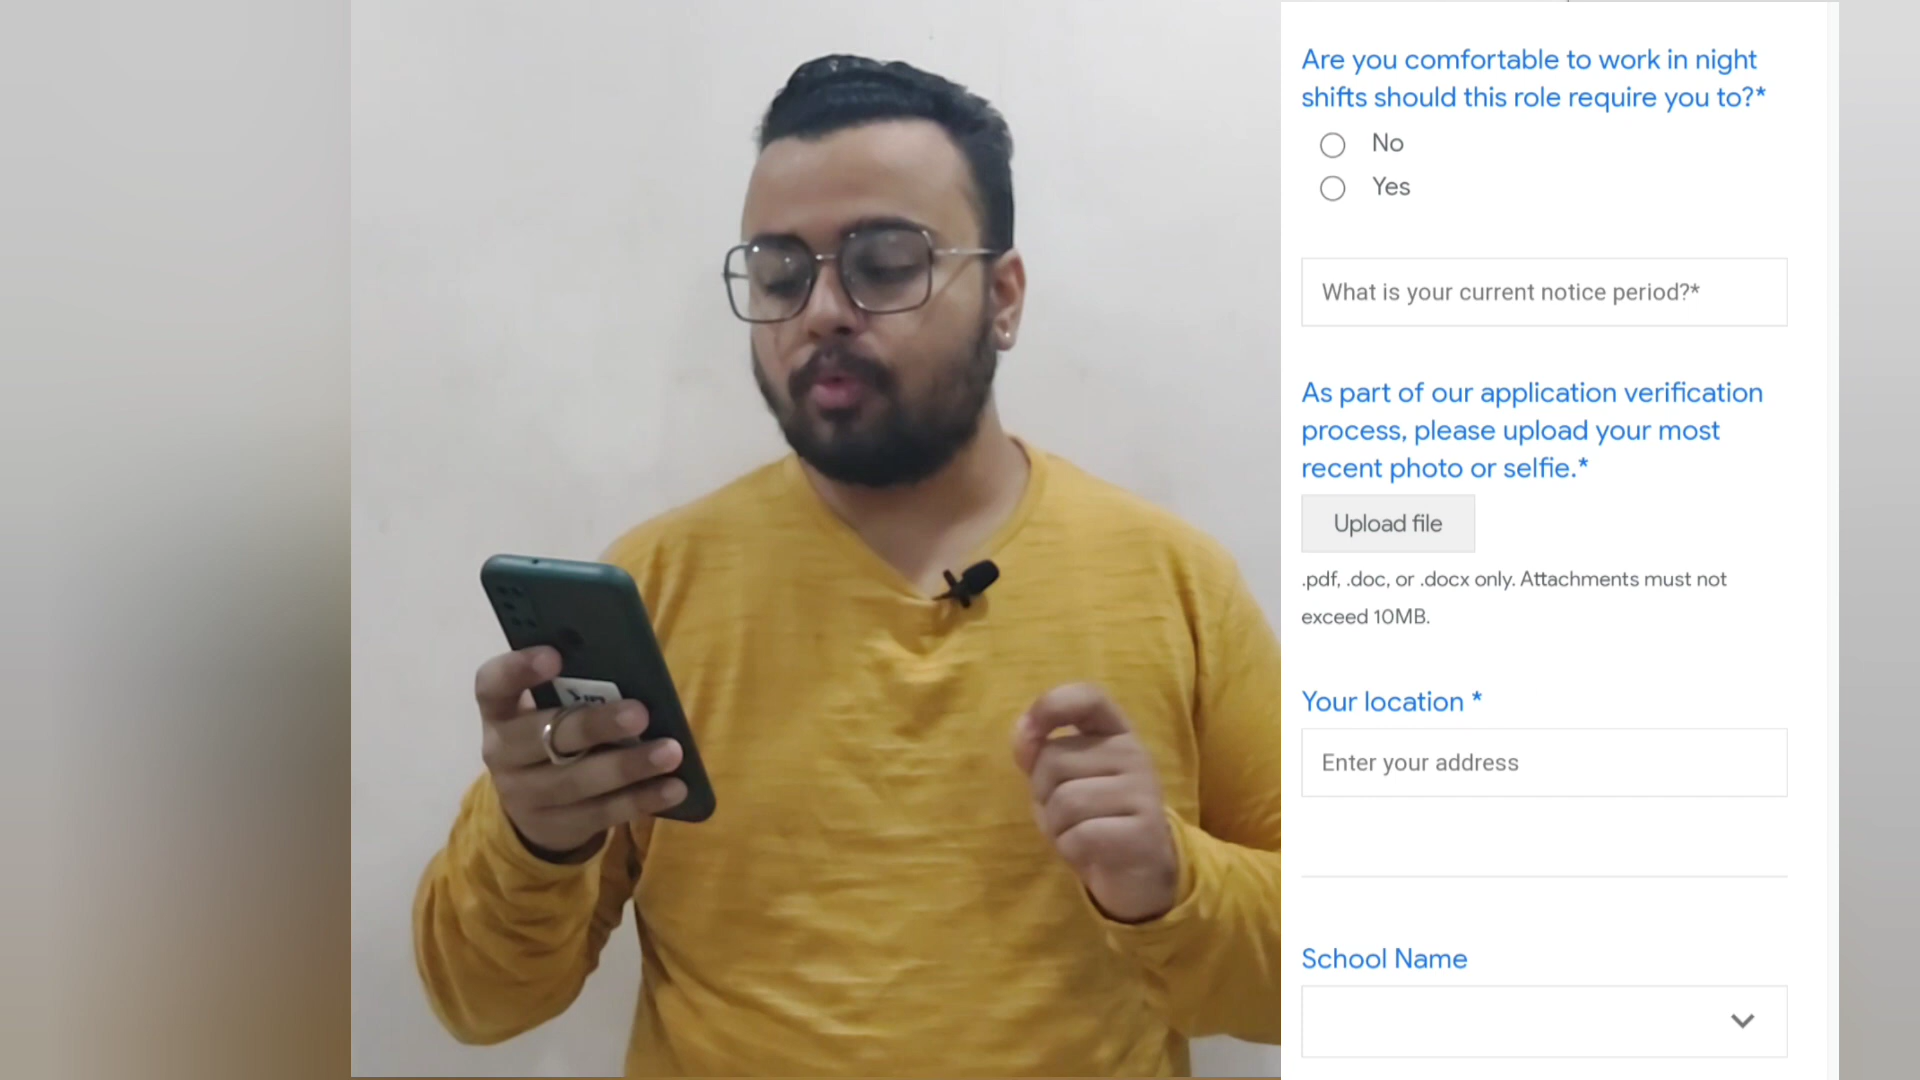 Are you comfortable to work in night
shifts should this role require you to?*
No
Yes
What is your current notice period?*
As part of our application verification
process, please upload your most
recent photo or selfie.*
Upload file
.pdf, .doc, or .docx only. Attachments must not
exceed 10MB.
Your location *
Enter your address
School Name